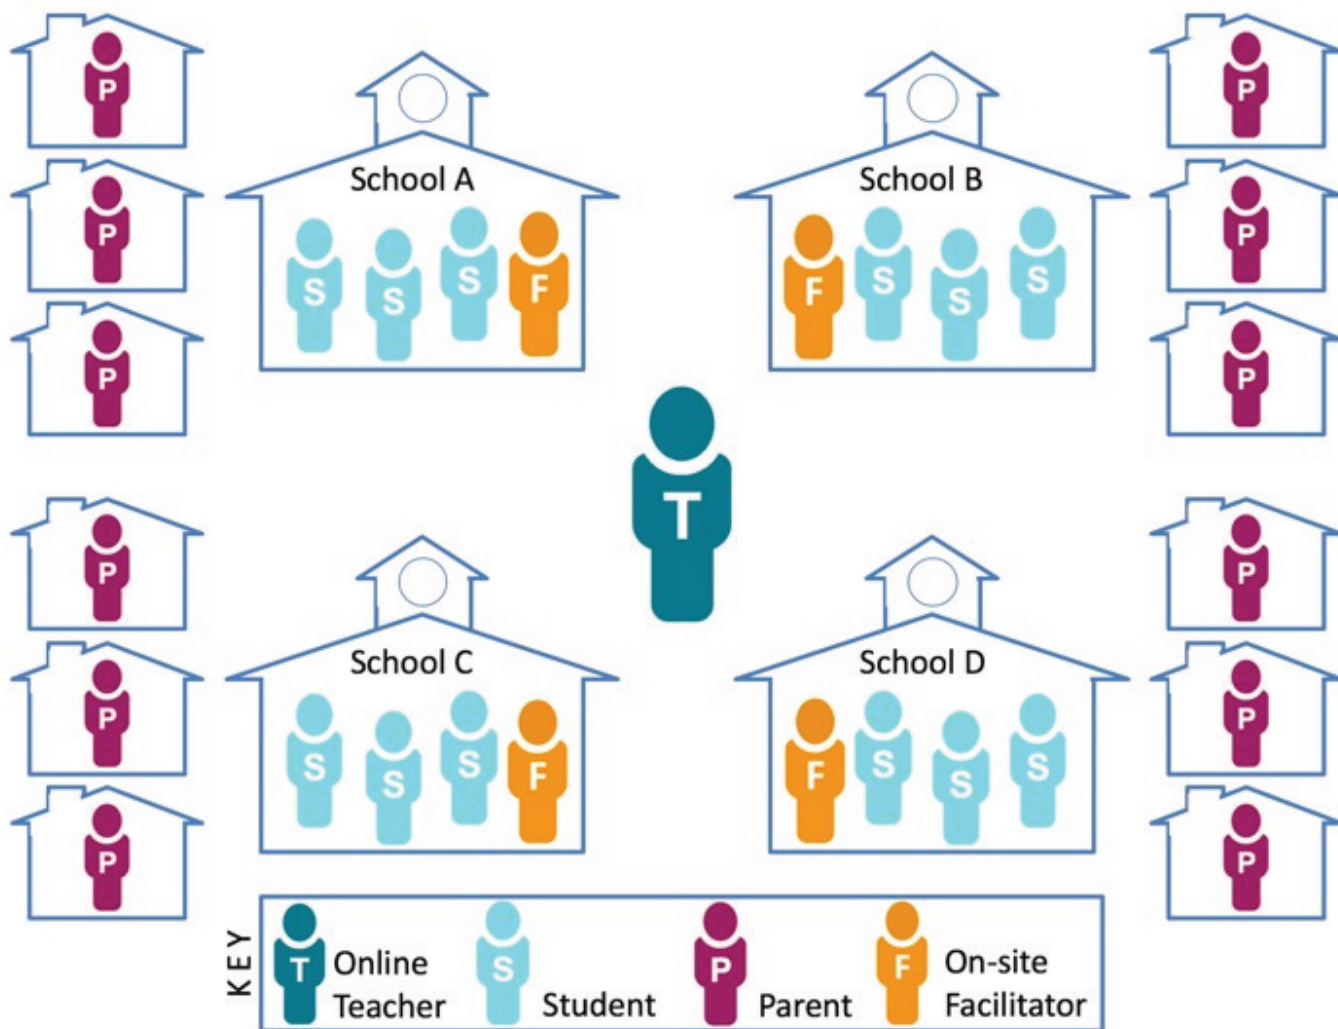 P
P
School A
School B
P
S
S
S
F
F
S
S
S
P
P
P
P
T
P
P
School C
School D
P
S
S
S
F
F
S
S
S
P
P
P
KEY
T
Online
Teacher
S
Student
P
Parent
F
On-site
Facilitator